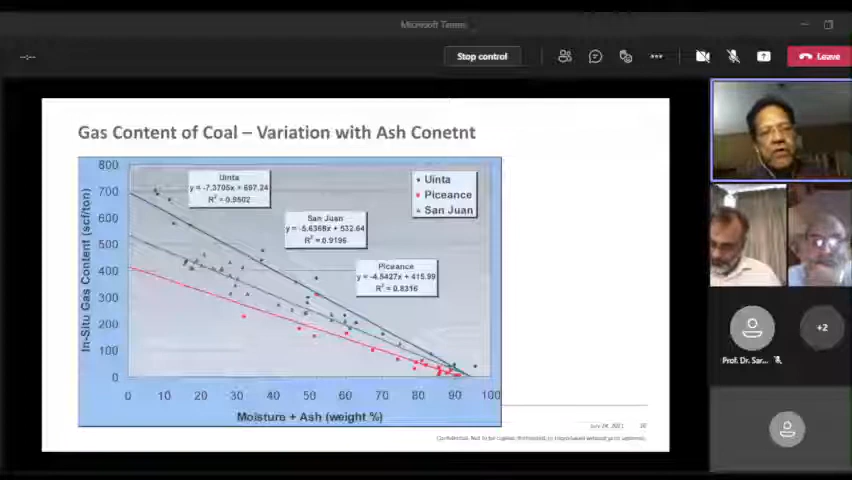 Microsoft Teams
Stop control
Leave
Gas Content of Coal – Variation with Ash Conetnt
800
700
600
500
400
300
200
100
0
In-Situ Gas Content (scf/ton)
Uinta
y = -7.3705x + 697.24
R² = 0.9502
San Juan
y = -5.6368x + 532.64
R² = 0.9196
Piceance
y = -4.5427x + 415.99
R² = 0.8316
Uinta
Piceance
San Juan
0 10 20 30 40 50 60 70 80 90 100
Moisture + Ash (weight %)
+2
Prof. Dr. Sar...